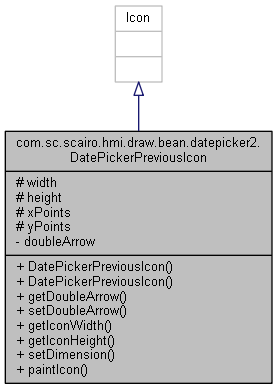 Icon
com.sc.scairo.hmi.draw.bean.datepicker2.
DatePickerPreviousIcon
# width
# height
# xPoints
# yPoints
- doubleArrow
+ DatePickerPreviousIcon()
+ DatePickerPreviousIcon()
+ getDoubleArrow()
+ setDoubleArrow()
+ getIconWidth()
+ getIconHeight()
+ setDimension()
+ paintIcon()